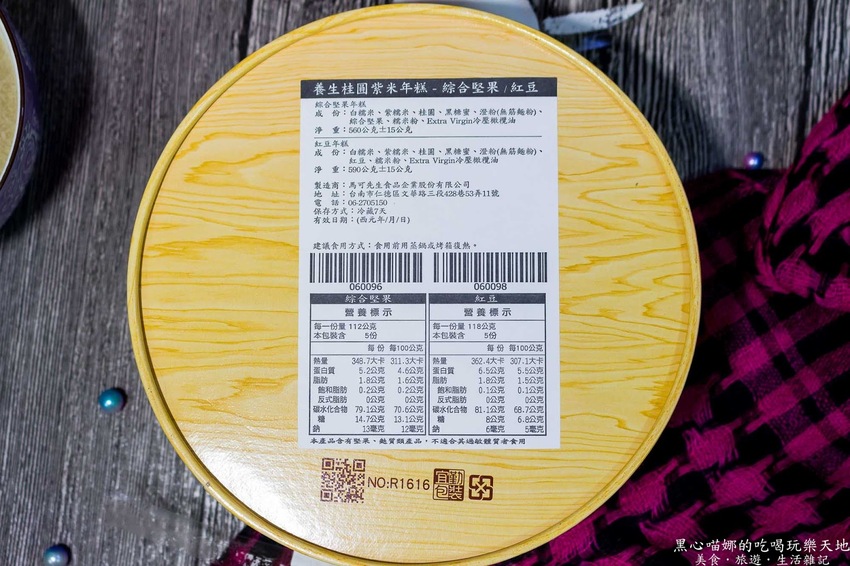 養生桂圓紫米年糕 - 綜合堅果 / 紅豆
綜合堅果年糕
成　份：白糯米、紫糯米、桂圓、黑糖蜜、澄粉(無筋麵粉)、
綜合堅果、糯米粉、Extra Virgin冷壓橄欖油
淨　重：560公克±15公克
紅豆年糕
成　份：白糯米、紫糯米、桂圓、黑糖蜜、澄粉(無筋麵粉)、
紅豆、糯米粉、Extra Virgin冷壓橄欖油
淨　重：590公克±15公克
製造商：馬可先生食品企業股份有限公司
地　址：台南市仁德區文華路三段428巷53弄11號
電　話：06-2705150
保存方式：冷藏7天
有效日期：(西元年/月/日)
建議食用方式：食用前用蒸鍋或烤箱復熱。
060096 060098
綜合堅果
營養標示
每一份量 112公克
本包裝含 5份
每 份 每100公克
熱量 348.7大卡 311.3大卡
蛋白質 5.2公克 4.6公克
脂肪 1.8公克 1.6公克
飽和脂肪 0.2公克 0.2公克
反式脂肪 0公克 0公克
碳水化合物 79.1公克 70.6公克
糖 14.7公克 13.1公克
鈉 13毫克 12毫克
紅豆
營養標示
每一份量 118公克
本包裝含 5份
每 份 每100公克
熱量 362.4大卡 307.1大卡
蛋白質 6.5公克 5.5公克
脂肪 1.8公克 1.5公克
飽和脂肪 0.1公克 0.1公克
反式脂肪 0公克 0公克
碳水化合物 81.1公克 68.7公克
糖 8公克 6.8公克
鈉 6毫克 5毫克
本產品含有堅果、麩質類產品，不適合其過敏體質者食用
NO:R1616
宜勤
包裝
黑心喵娜的吃喝玩樂天地
美食・旅遊・生活雜記